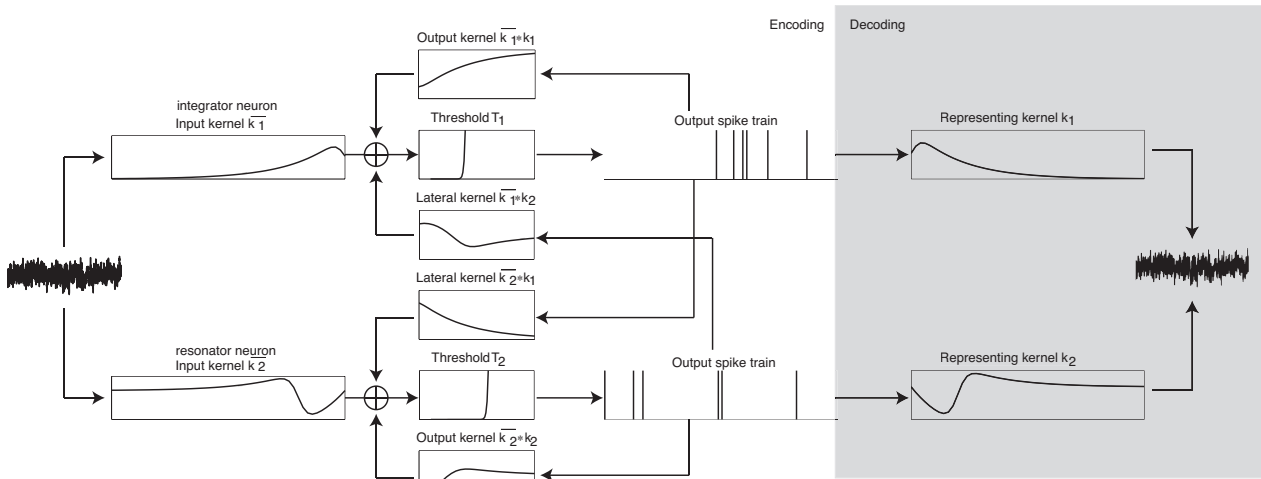 Encoding
Decoding
Output kernel k̅1*k1
integrator neuron
Input kernel k̅1
Threshold T1
Output spike train
Representing kernel k1
Lateral kernel k̅1*k2
Lateral kernel k̅2*k1
resonator neuron
Input kernel k̅2
Threshold T2
Output spike train
Representing kernel k2
Output kernel k̅2*k2